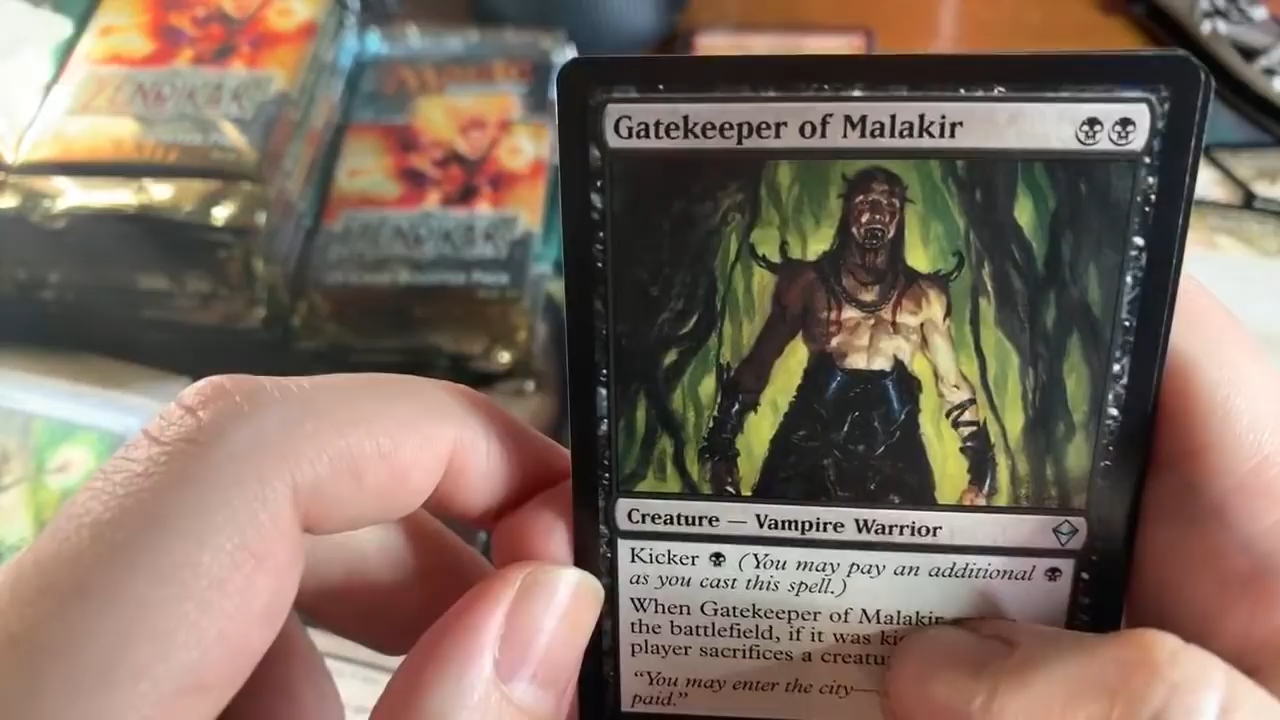 ZENDIKAR
MAGIC
ZENDIKAR
Gatekeeper of Malakir
Creature — Vampire Warrior
Kicker (You may pay an additional
as you cast this spell.)
When Gatekeeper of Malakir
the battlefield, if it was
player sacrifices a
"You may enter the city—
paid."